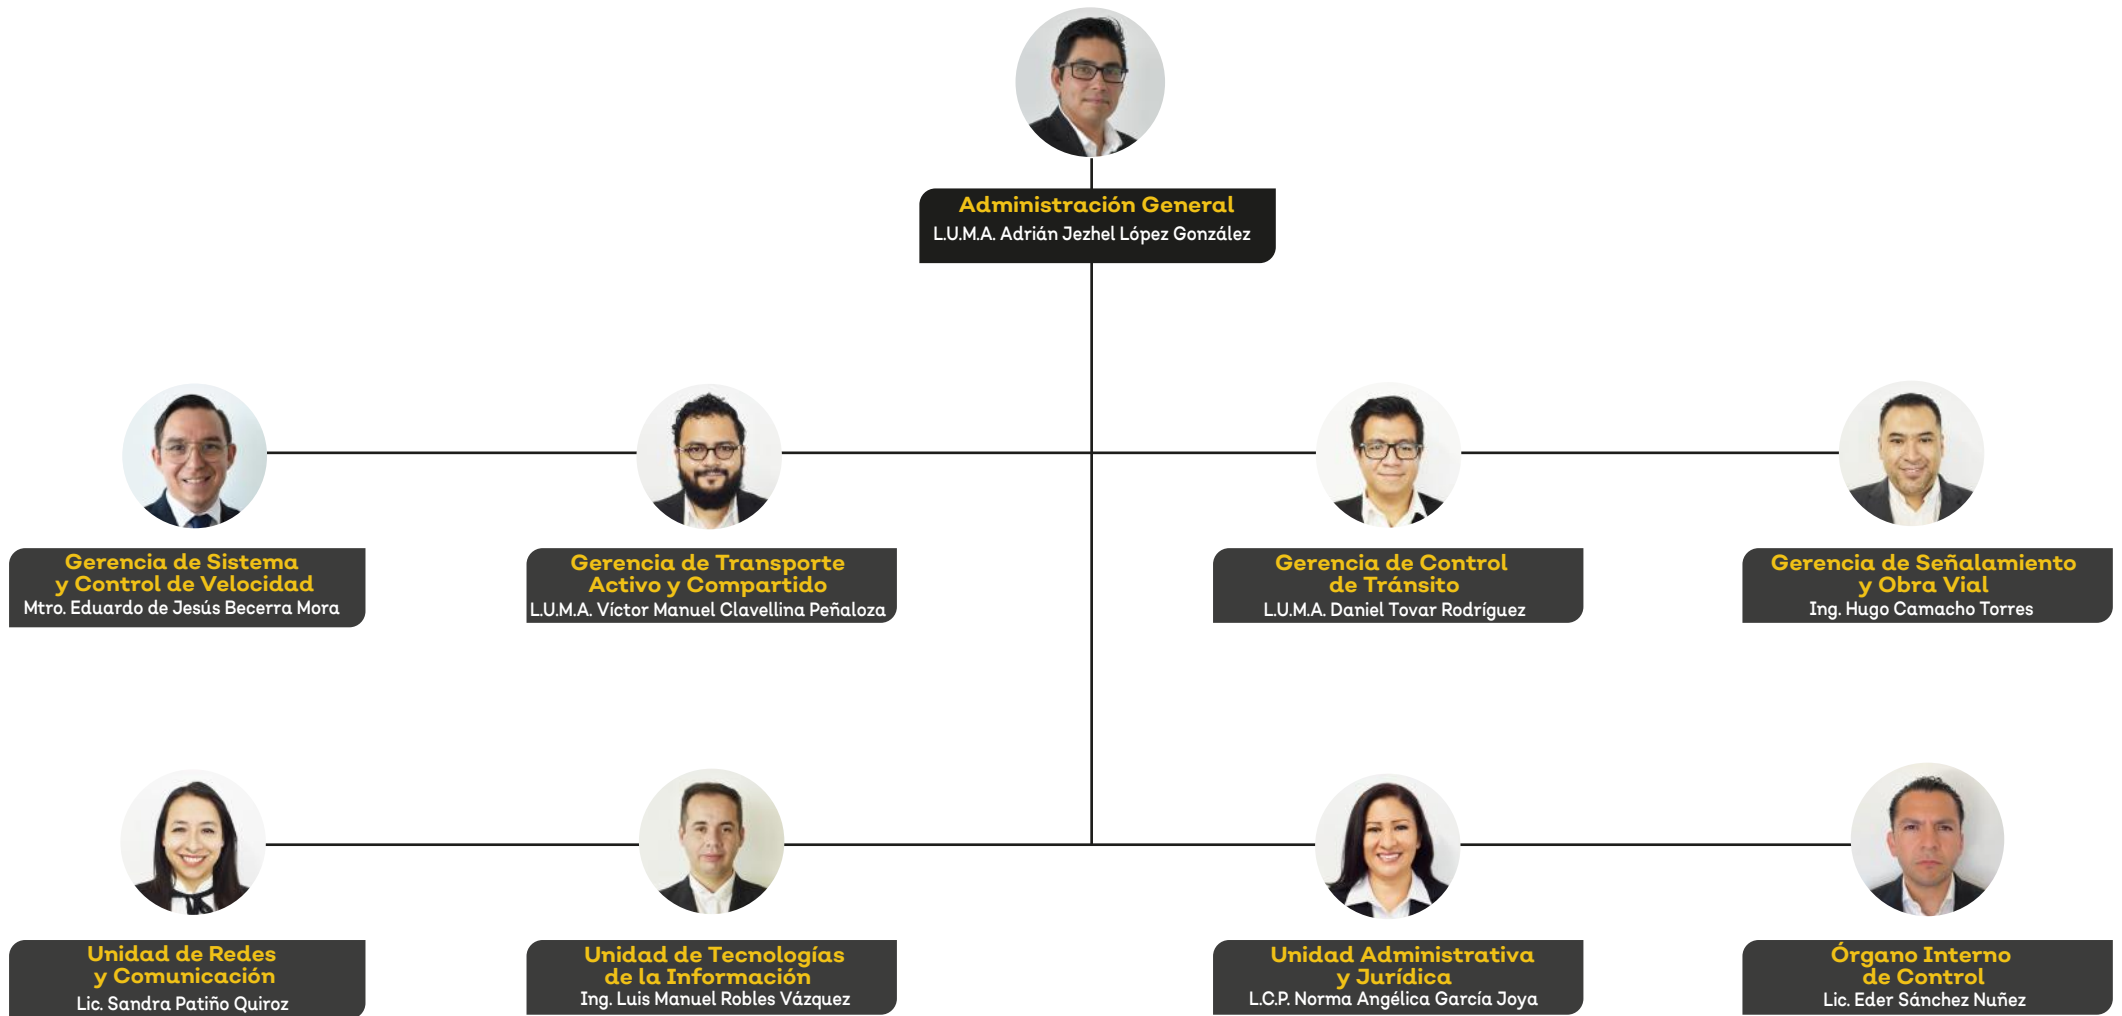 Administración General
L.U.M.A. Adrián Jezhel López González
Gerencia de Sistema
y Control de Velocidad
Mtro. Eduardo de Jesús Becerra Mora
Gerencia de Transporte
Activo y Compartido
L.U.M.A. Víctor Manuel Clavellina Peñaloza
Gerencia de Control
de Tránsito
L.U.M.A. Daniel Tovar Rodríguez
Gerencia de Señalamiento
y Obra Vial
Ing. Hugo Camacho Torres
Unidad de Redes
y Comunicación
Lic. Sandra Patiño Quiroz
Unidad de Tecnologías
de la Información
Ing. Luis Manuel Robles Vázquez
Unidad Administrativa
y Jurídica
L.C.P. Norma Angélica García Joya
Órgano Interno
de Control
Lic. Eder Sánchez Nuñez